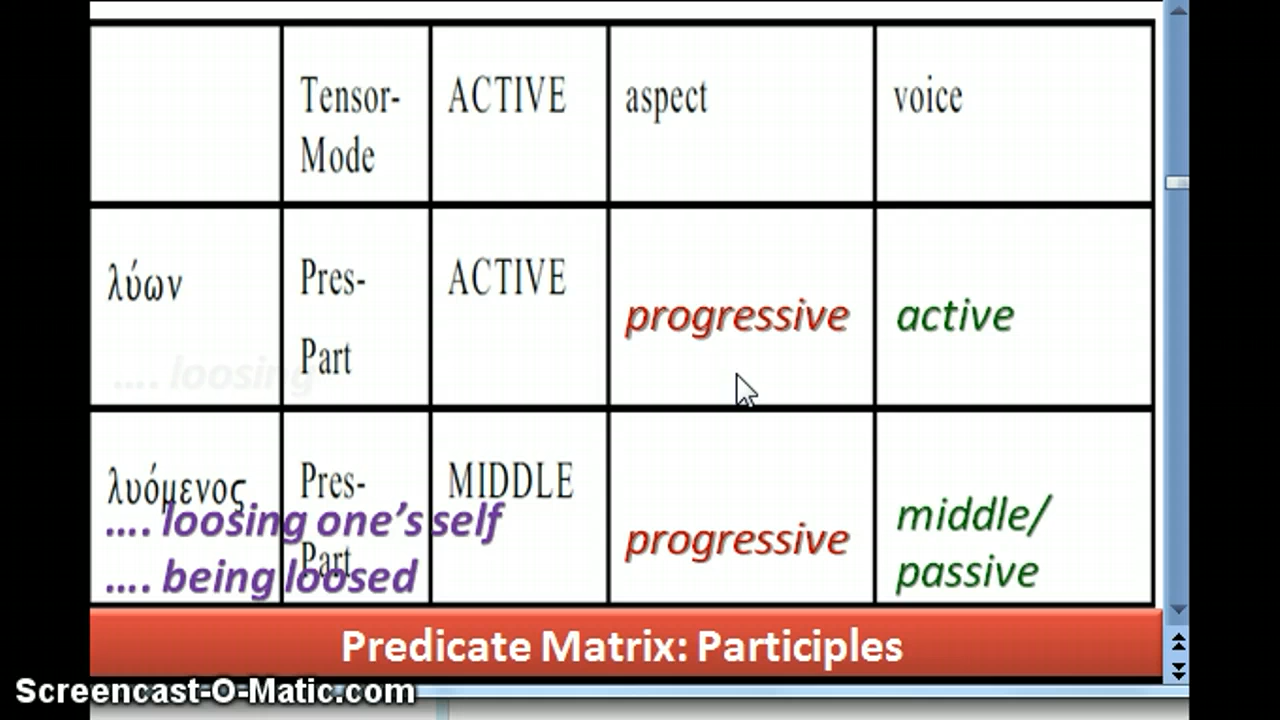 Tensor- ACTIVE aspect voice
Mode
λύων Pres- ACTIVE progressive active
Part
.... loosing
λυόμενος Pres- MIDDLE progressive middle/
.... loosing one's self
Part passive
.... being loosed
Predicate Matrix: Participles
Screencast-O-Matic.com